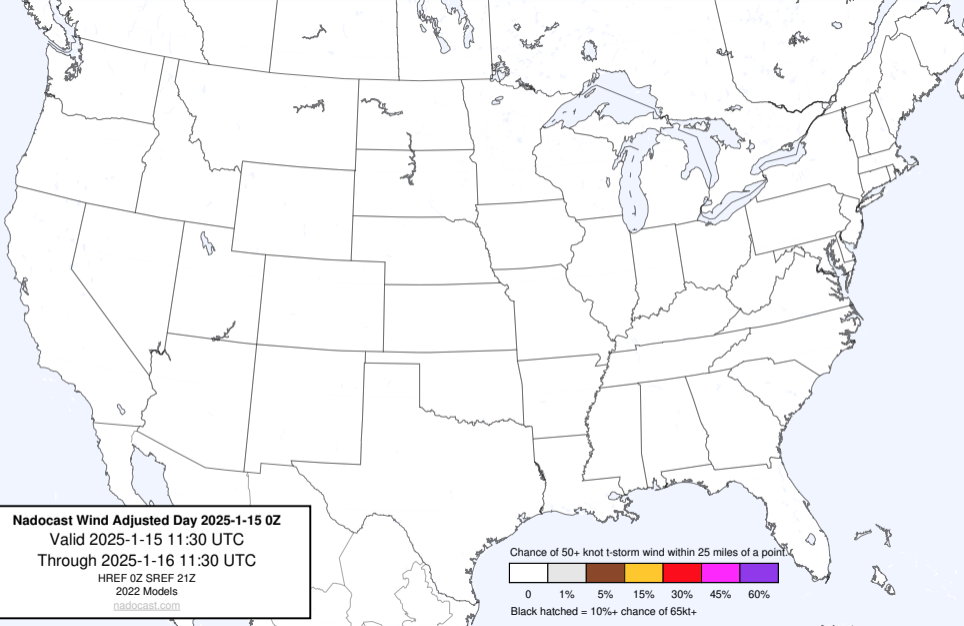 Nadocast Wind Adjusted Day 2025-1-15 0Z
Valid 2025-1-15 11:30 UTC
Through 2025-1-16 11:30 UTC
HREF 0Z SREF 21Z
2022 Models
nadocast.com
Chance of 50+ knot t-storm wind within 25 miles of a point.
0 1% 5% 15% 30% 45% 60%
Black hatched = 10%+ chance of 65kt+